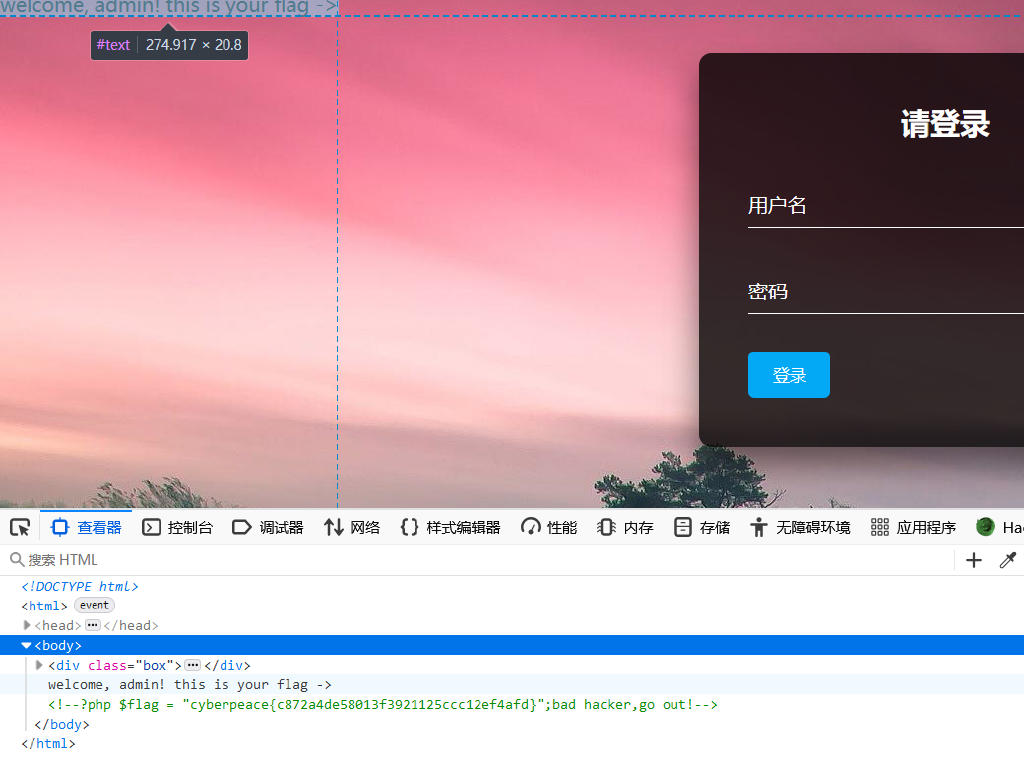 welcome, admin! this is your flag ->
#text 274.917 × 20.8
请登录
用户名
密码
登录
查看器 控制台 调试器 网络 {} 样式编辑器 性能 内存 存储 无障碍环境 应用程序 Hac
搜索 HTML
<!DOCTYPE html>
<html> event
<head> ••• </head>
<body>
<div class="box"> ••• </div>
welcome, admin! this is your flag ->
<!--?php $flag = "cyberpeace{c872a4de58013f3921125ccc12ef4afd}";bad hacker,go out!-->
</body>
</html>